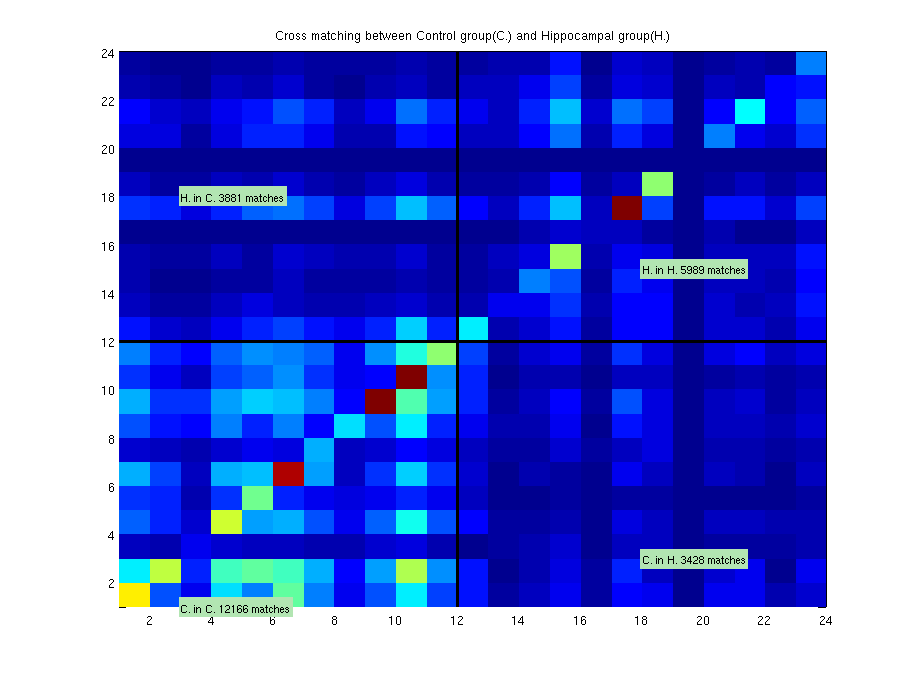 Cross matching between Control group(C.) and Hippocampal group(H.)
24
22
20
18
16
14
12
10
8
6
4
2
H. in C. 3881 matches
H. in H. 5989 matches
C. in H. 3428 matches
C. in C. 12166 matches
2 4 6 8 10 12 14 16 18 20 22 24